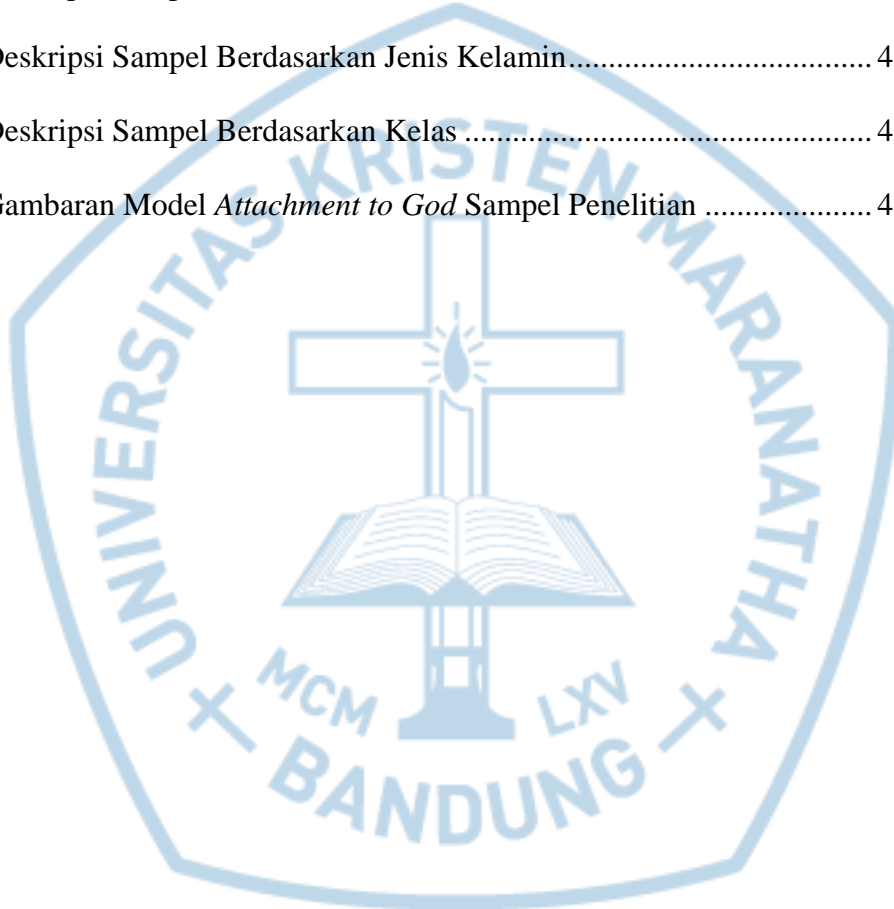 Deskripsi Sampel Berdasarkan Jenis Kelamin..................................... 4
Deskripsi Sampel Berdasarkan Kelas .................................................. 4
Gambaran Model Attachment to God Sampel Penelitian .................... 4
UNIVERSITAS KRISTEN MARANATHA
MCM LXV
BANDUNG